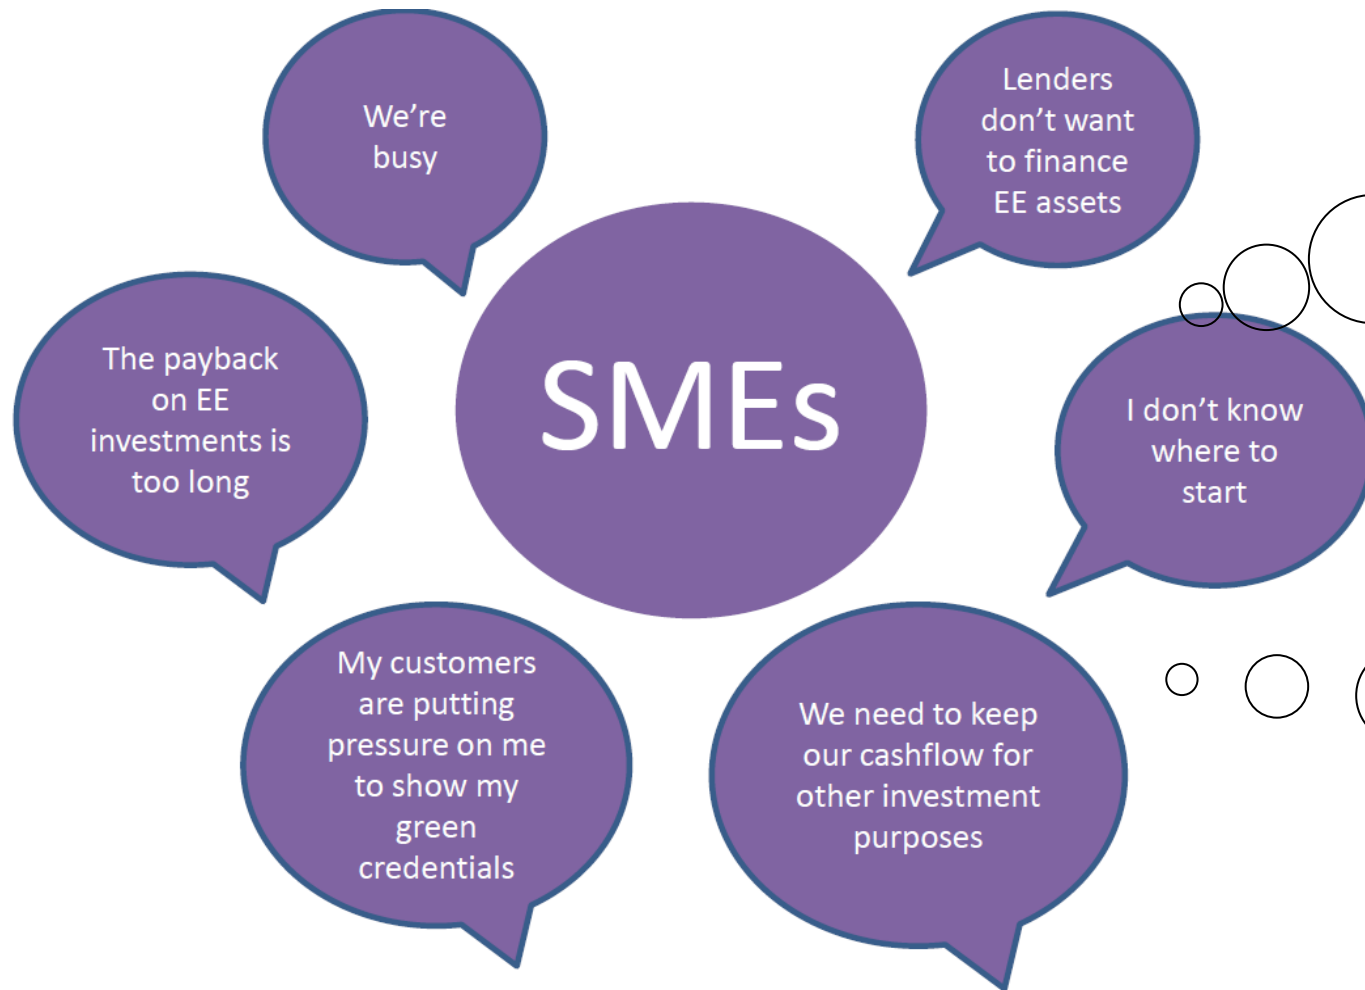 We're
busy
Lenders
don't want
to finance
EE assets
The payback
on EE
investments is
too long
SMEs
I don't know
where to
start
My customers
are putting
pressure on me
to show my
green
credentials
We need to keep
our cashflow for
other investment
purposes